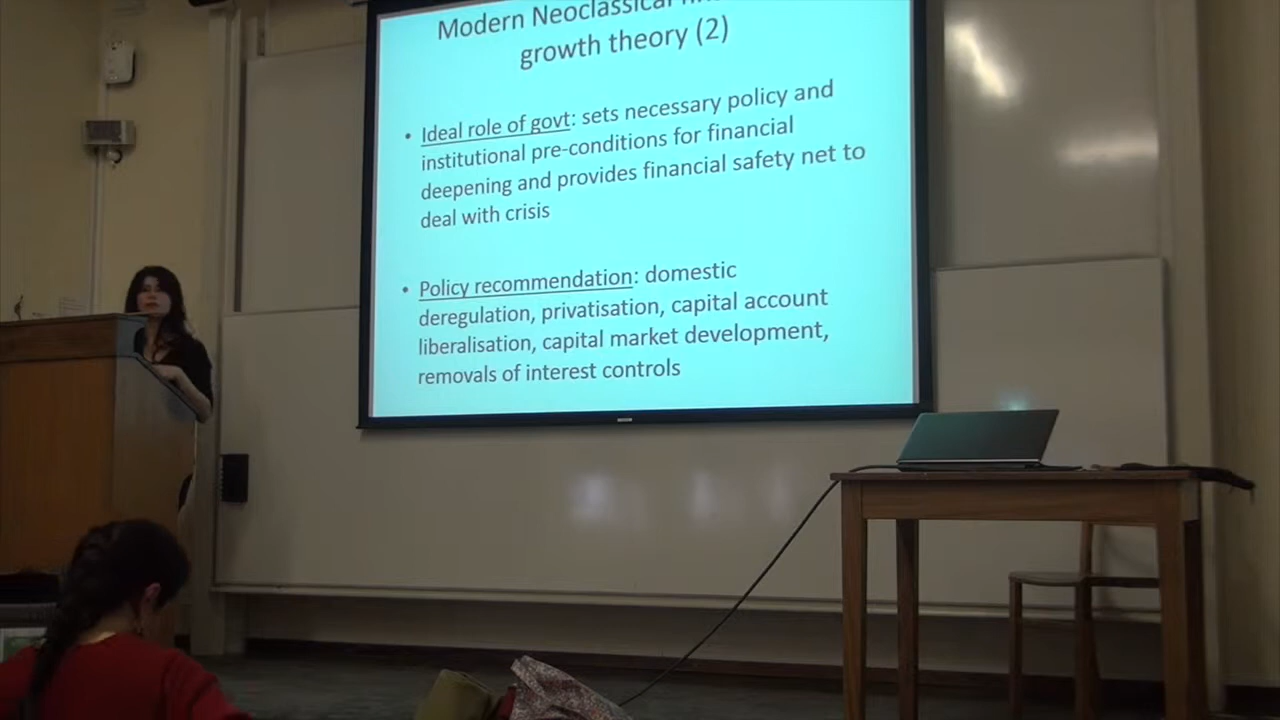 Modern Neoclassical
growth theory (2)
• Ideal role of govt: sets necessary policy and
institutional pre-conditions for financial
deepening and provides financial safety net to
deal with crisis
• Policy recommendation: domestic
deregulation, privatisation, capital account
liberalisation, capital market development,
removals of interest controls